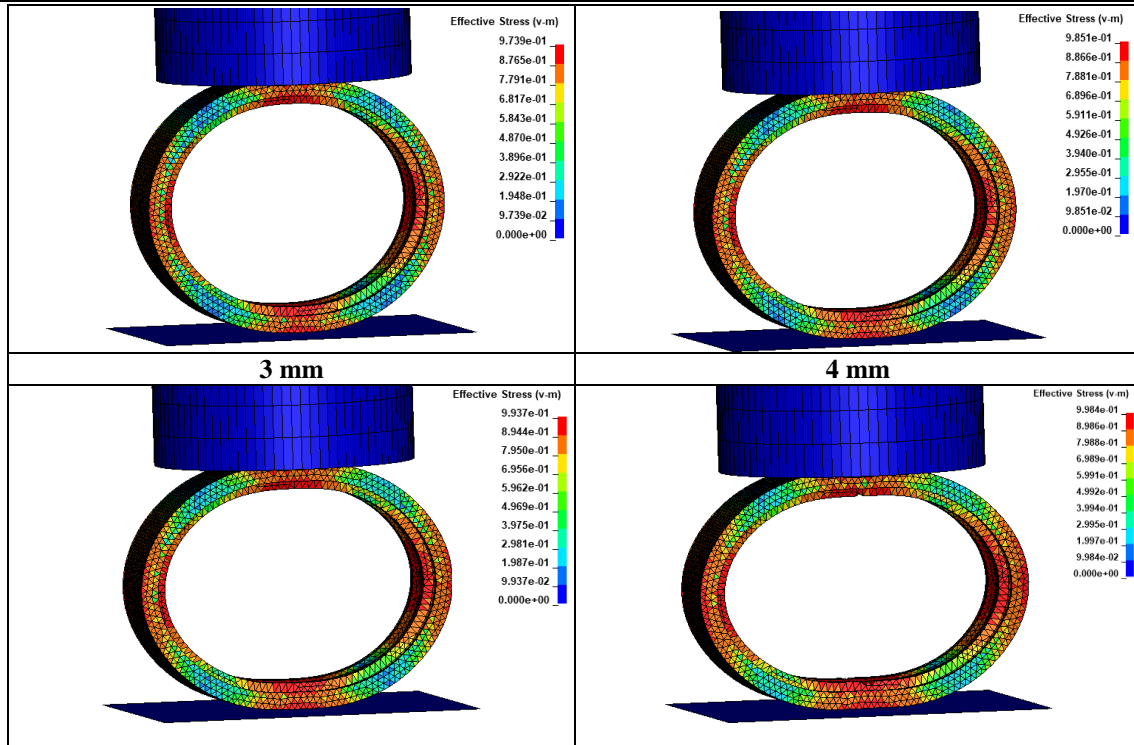 Effective Stress (v-m)
9.739e-01
8.765e-01
7.791e-01
6.817e-01
5.843e-01
4.870e-01
3.896e-01
2.922e-01
1.948e-01
9.739e-02
0.000e+00
Effective Stress (v-m)
9.851e-01
8.866e-01
7.881e-01
6.896e-01
5.911e-01
4.926e-01
3.940e-01
2.955e-01
1.970e-01
9.851e-02
0.000e+00
3 mm
4 mm
Effective Stress (v-m)
9.937e-01
8.944e-01
7.950e-01
6.956e-01
5.962e-01
4.969e-01
3.975e-01
2.981e-01
1.987e-01
9.937e-02
0.000e+00
Effective Stress (v-m)
9.984e-01
8.986e-01
7.988e-01
6.989e-01
5.991e-01
4.992e-01
3.994e-01
2.995e-01
1.997e-01
9.984e-02
0.000e+00